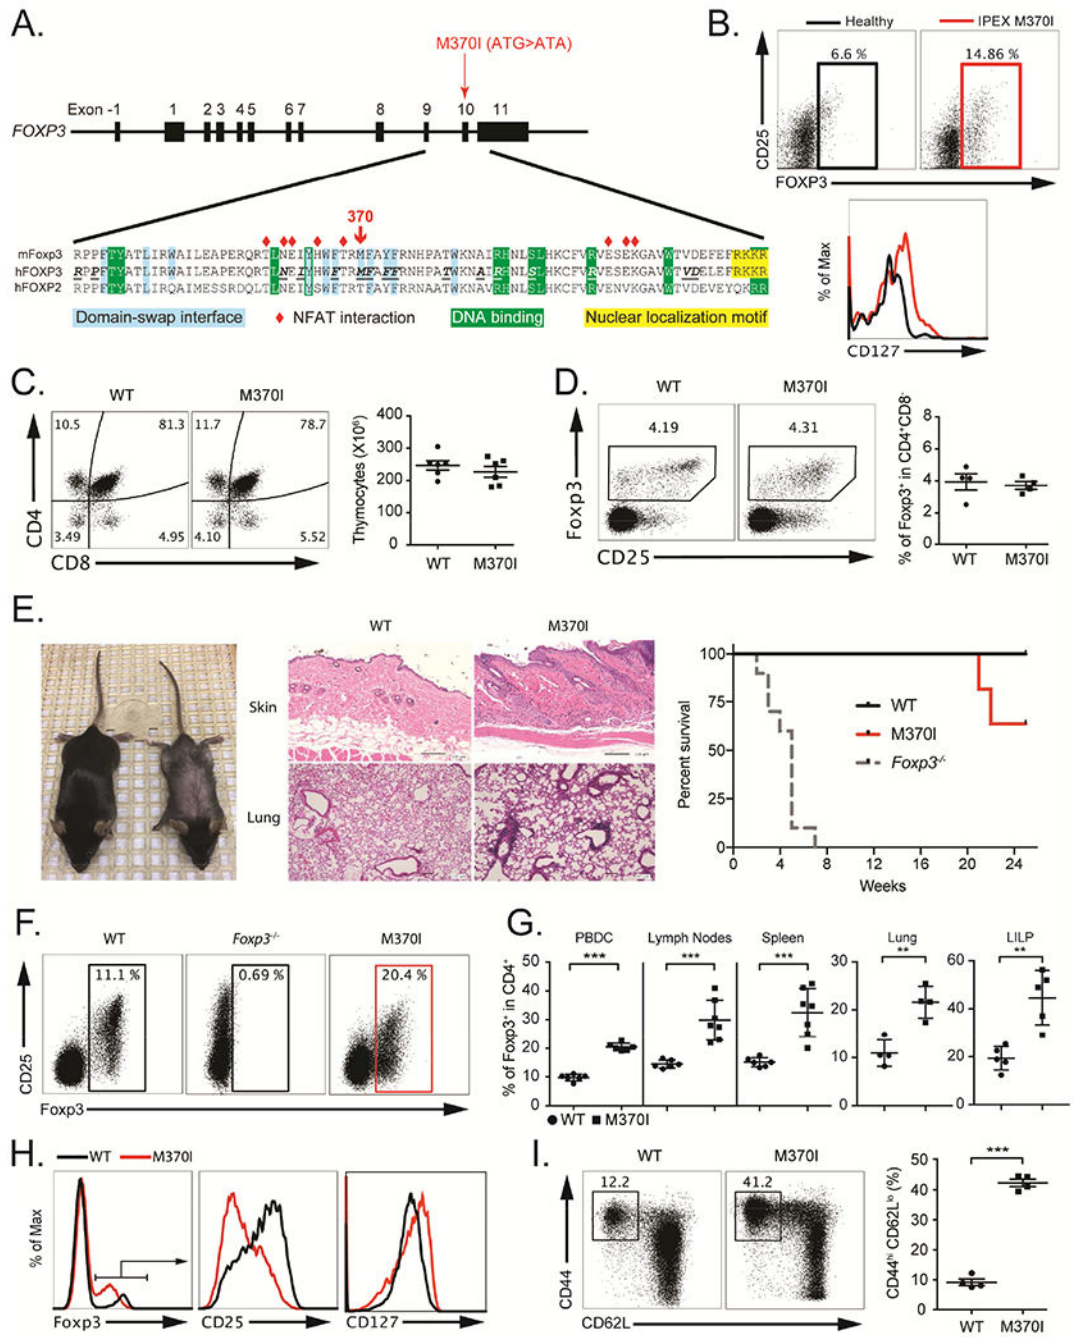 A.
M370I (ATG>ATA)
Exon -1 1 2 3 4 5 6 7 8 9 10 11
FOXP3
370
mFoxp3 RPPFTYATLIRWAILEAPERQRTLNEIYHWFTRMFAYFRNHPATWKNAIRHNLSLHKCFVRVESEKGAVWTVDEFEFRKKR
hFOXP3 RPPFTYATLIRWAILEAPEKQRTLNEIYHWFTRMFAFFRNHPATWKNAIRHNLSLHKCFVRVESEKGAVWTVDELEFRKKR
hFOXP2 RPPFTYATLIRQAIMESSDRQLTLNEIYSWFTRTFAYFRRNAATWKNAVRHNLSLHKCFVRVENVKGAVWTVDEVEYQKRR
Domain-swap interface
NFAT interaction
DNA binding
Nuclear localization motif
B.
Healthy
IPEX M370I
6.6 %
14.86 %
CD25
FOXP3
% of Max
CD127
C.
WT
M370I
10.5 81.3
11.7 78.7
3.49 4.95
4.10 5.52
CD4
CD8
Thymocytes (X10⁶)
400
300
200
100
0
WT M370I
D.
WT
M370I
4.19
4.31
Foxp3
CD25
% of Foxp3⁺ in CD4⁺CD8⁻
8
6
4
2
0
WT M370I
E.
WT
M370I
Skin
Lung
Percent survival
100
75
50
25
0
0 4 8 12 16 20 24
Weeks
WT
M370I
Foxp3⁻/⁻
F.
WT
Foxp3⁻/⁻
M370I
11.1 %
0.69 %
20.4 %
CD25
Foxp3
G.
PBDC
Lymph Nodes
Spleen
Lung
LILP
*** *** *** ** **
% of Foxp3⁺ in CD4⁺
50
40
30
20
10
0
30
20
10
0
60
40
20
0
WT M370I
H.
WT M370I
% of Max
Foxp3
CD25
CD127
I.
WT
M370I
12.2
41.2
CD44
CD62L
CD44ʰⁱ CD62Lˡᵒ (%)
***
50
40
30
20
10
0
WT M370I